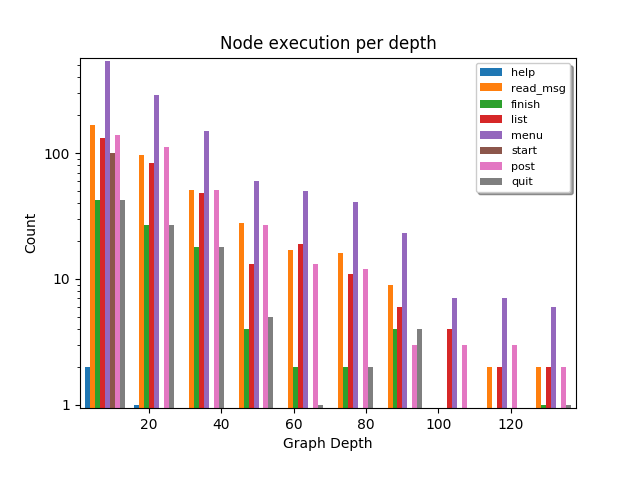 Node execution per depth
Count
100
10
1
help
read_msg
finish
list
menu
start
post
quit
20
40
60
80
100
120
Graph Depth